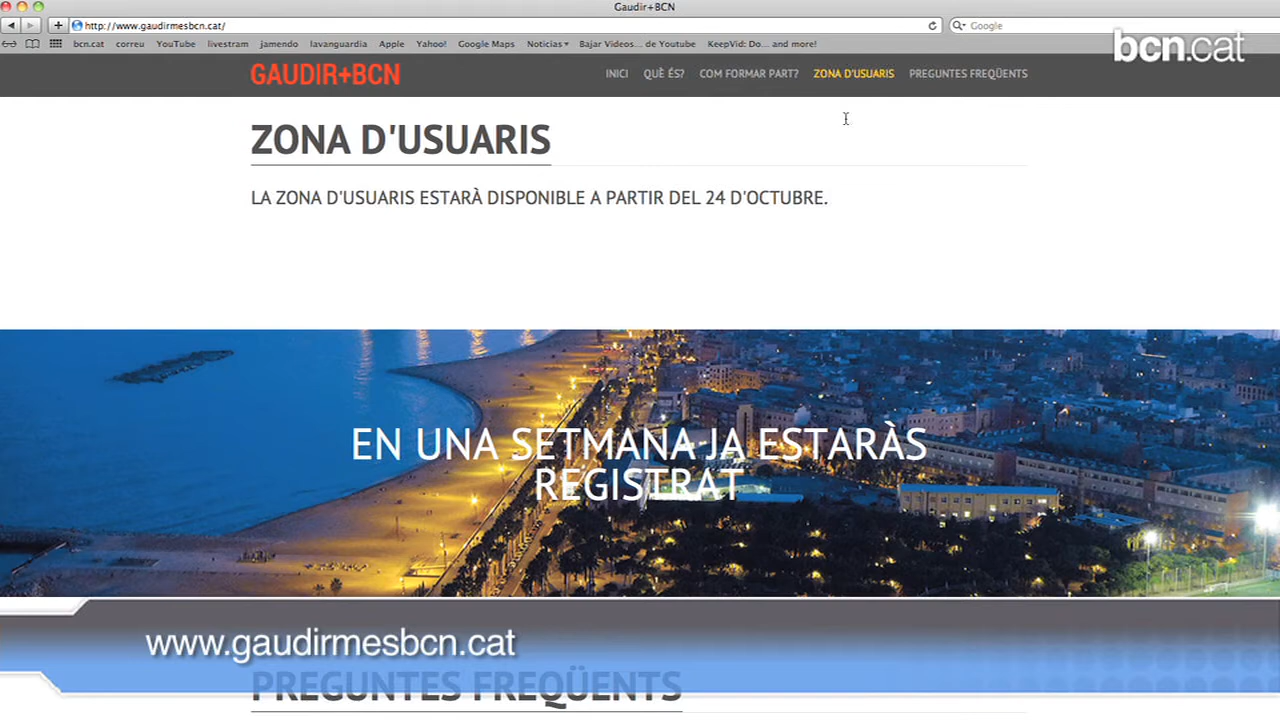 Gaudir+BCN
http://www.gaudirmesbcn.cat/
Google
bcn.cat correu YouTube livestram jamendo lavanguardia Apple Yahoo! Google Maps Noticias Bajar Videos... de Youtube KeepVid: Do... and more!
bcn.cat
GAUDIR+BCN
INICI QUÈ ÉS? COM FORMAR PART? ZONA D'USUARIS PREGUNTES FREQÜENTS
ZONA D'USUARIS
LA ZONA D'USUARIS ESTARÀ DISPONIBLE A PARTIR DEL 24 D'OCTUBRE.
EN UNA SETMANA JA ESTARÀS
REGISTRAT
www.gaudirmesbcn.cat
PREGUNTES FREQÜENTS